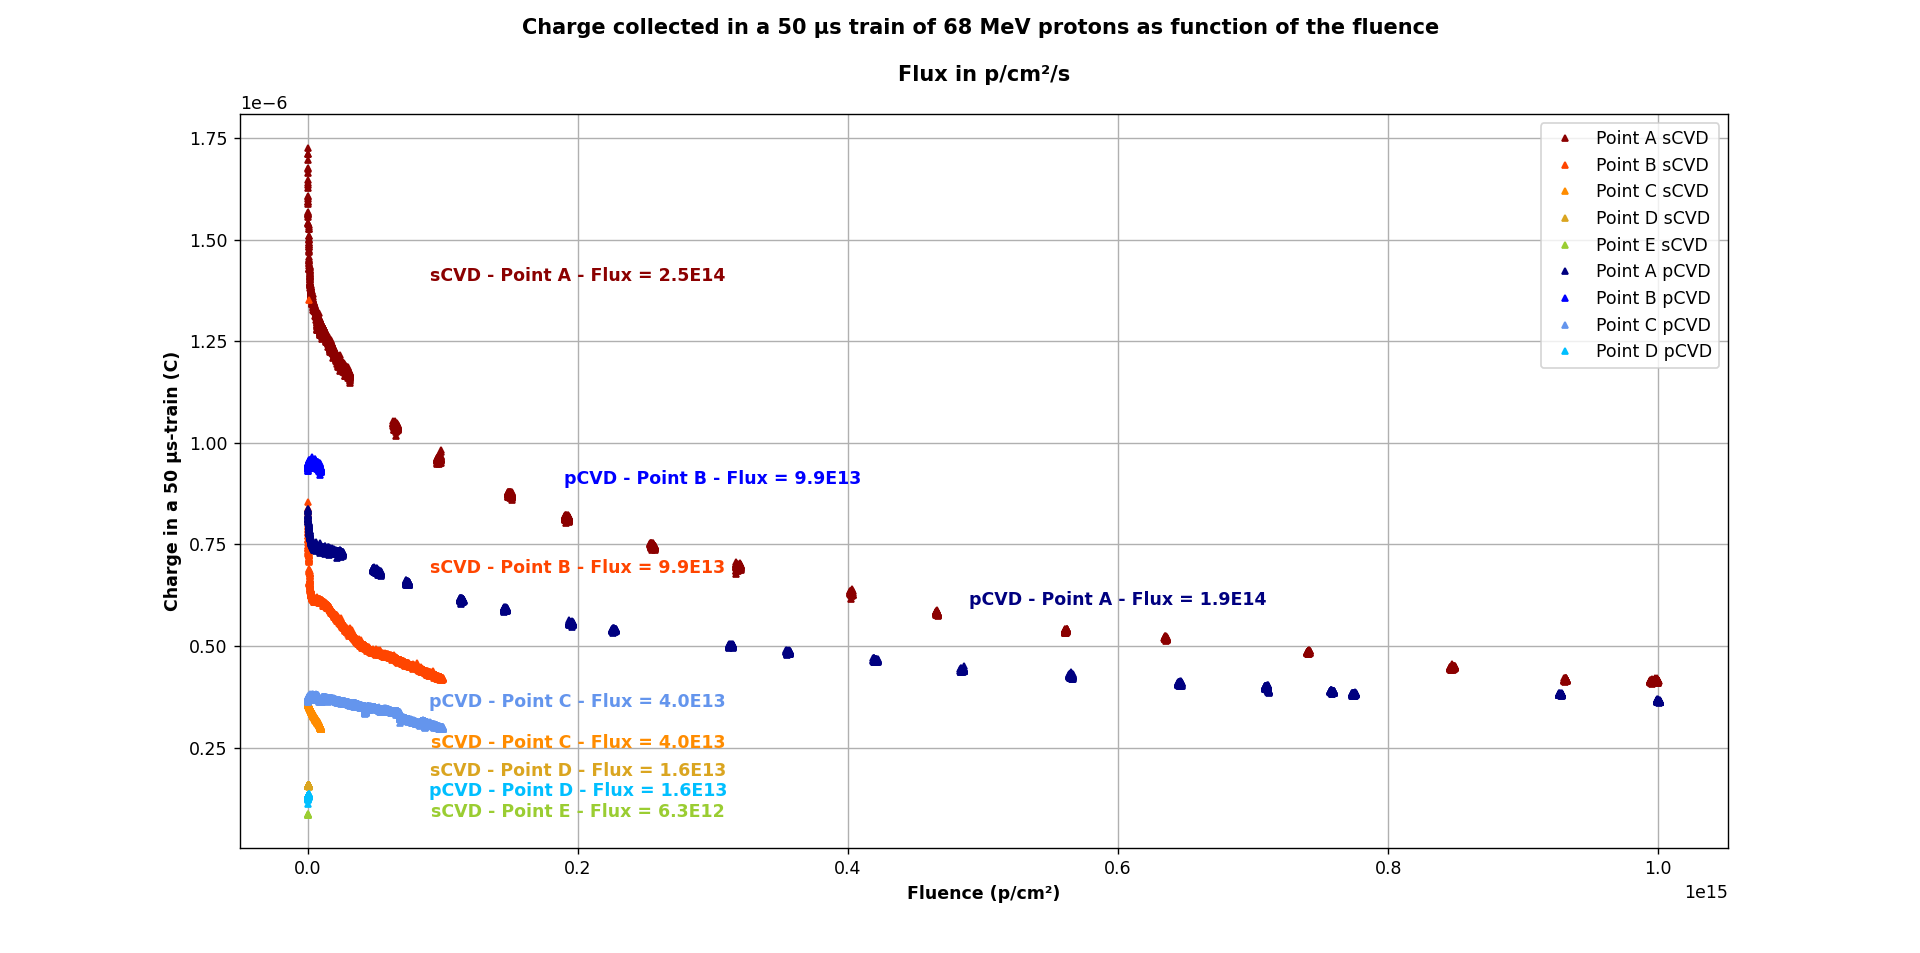 Charge collected in a 50 µs train of 68 MeV protons as function of the fluence
Flux in p/cm²/s
1e−6
1.75
1.50
1.25
1.00
0.75
0.50
0.25
Charge in a 50 µs-train (C)
Point A sCVD
Point B sCVD
Point C sCVD
Point D sCVD
Point E sCVD
Point A pCVD
Point B pCVD
Point C pCVD
Point D pCVD
sCVD - Point A - Flux = 2.5E14
pCVD - Point B - Flux = 9.9E13
sCVD - Point B - Flux = 9.9E13
pCVD - Point A - Flux = 1.9E14
pCVD - Point C - Flux = 4.0E13
sCVD - Point C - Flux = 4.0E13
sCVD - Point D - Flux = 1.6E13
pCVD - Point D - Flux = 1.6E13
sCVD - Point E - Flux = 6.3E12
0.0 0.2 0.4 0.6 0.8 1.0
1e15
Fluence (p/cm²)